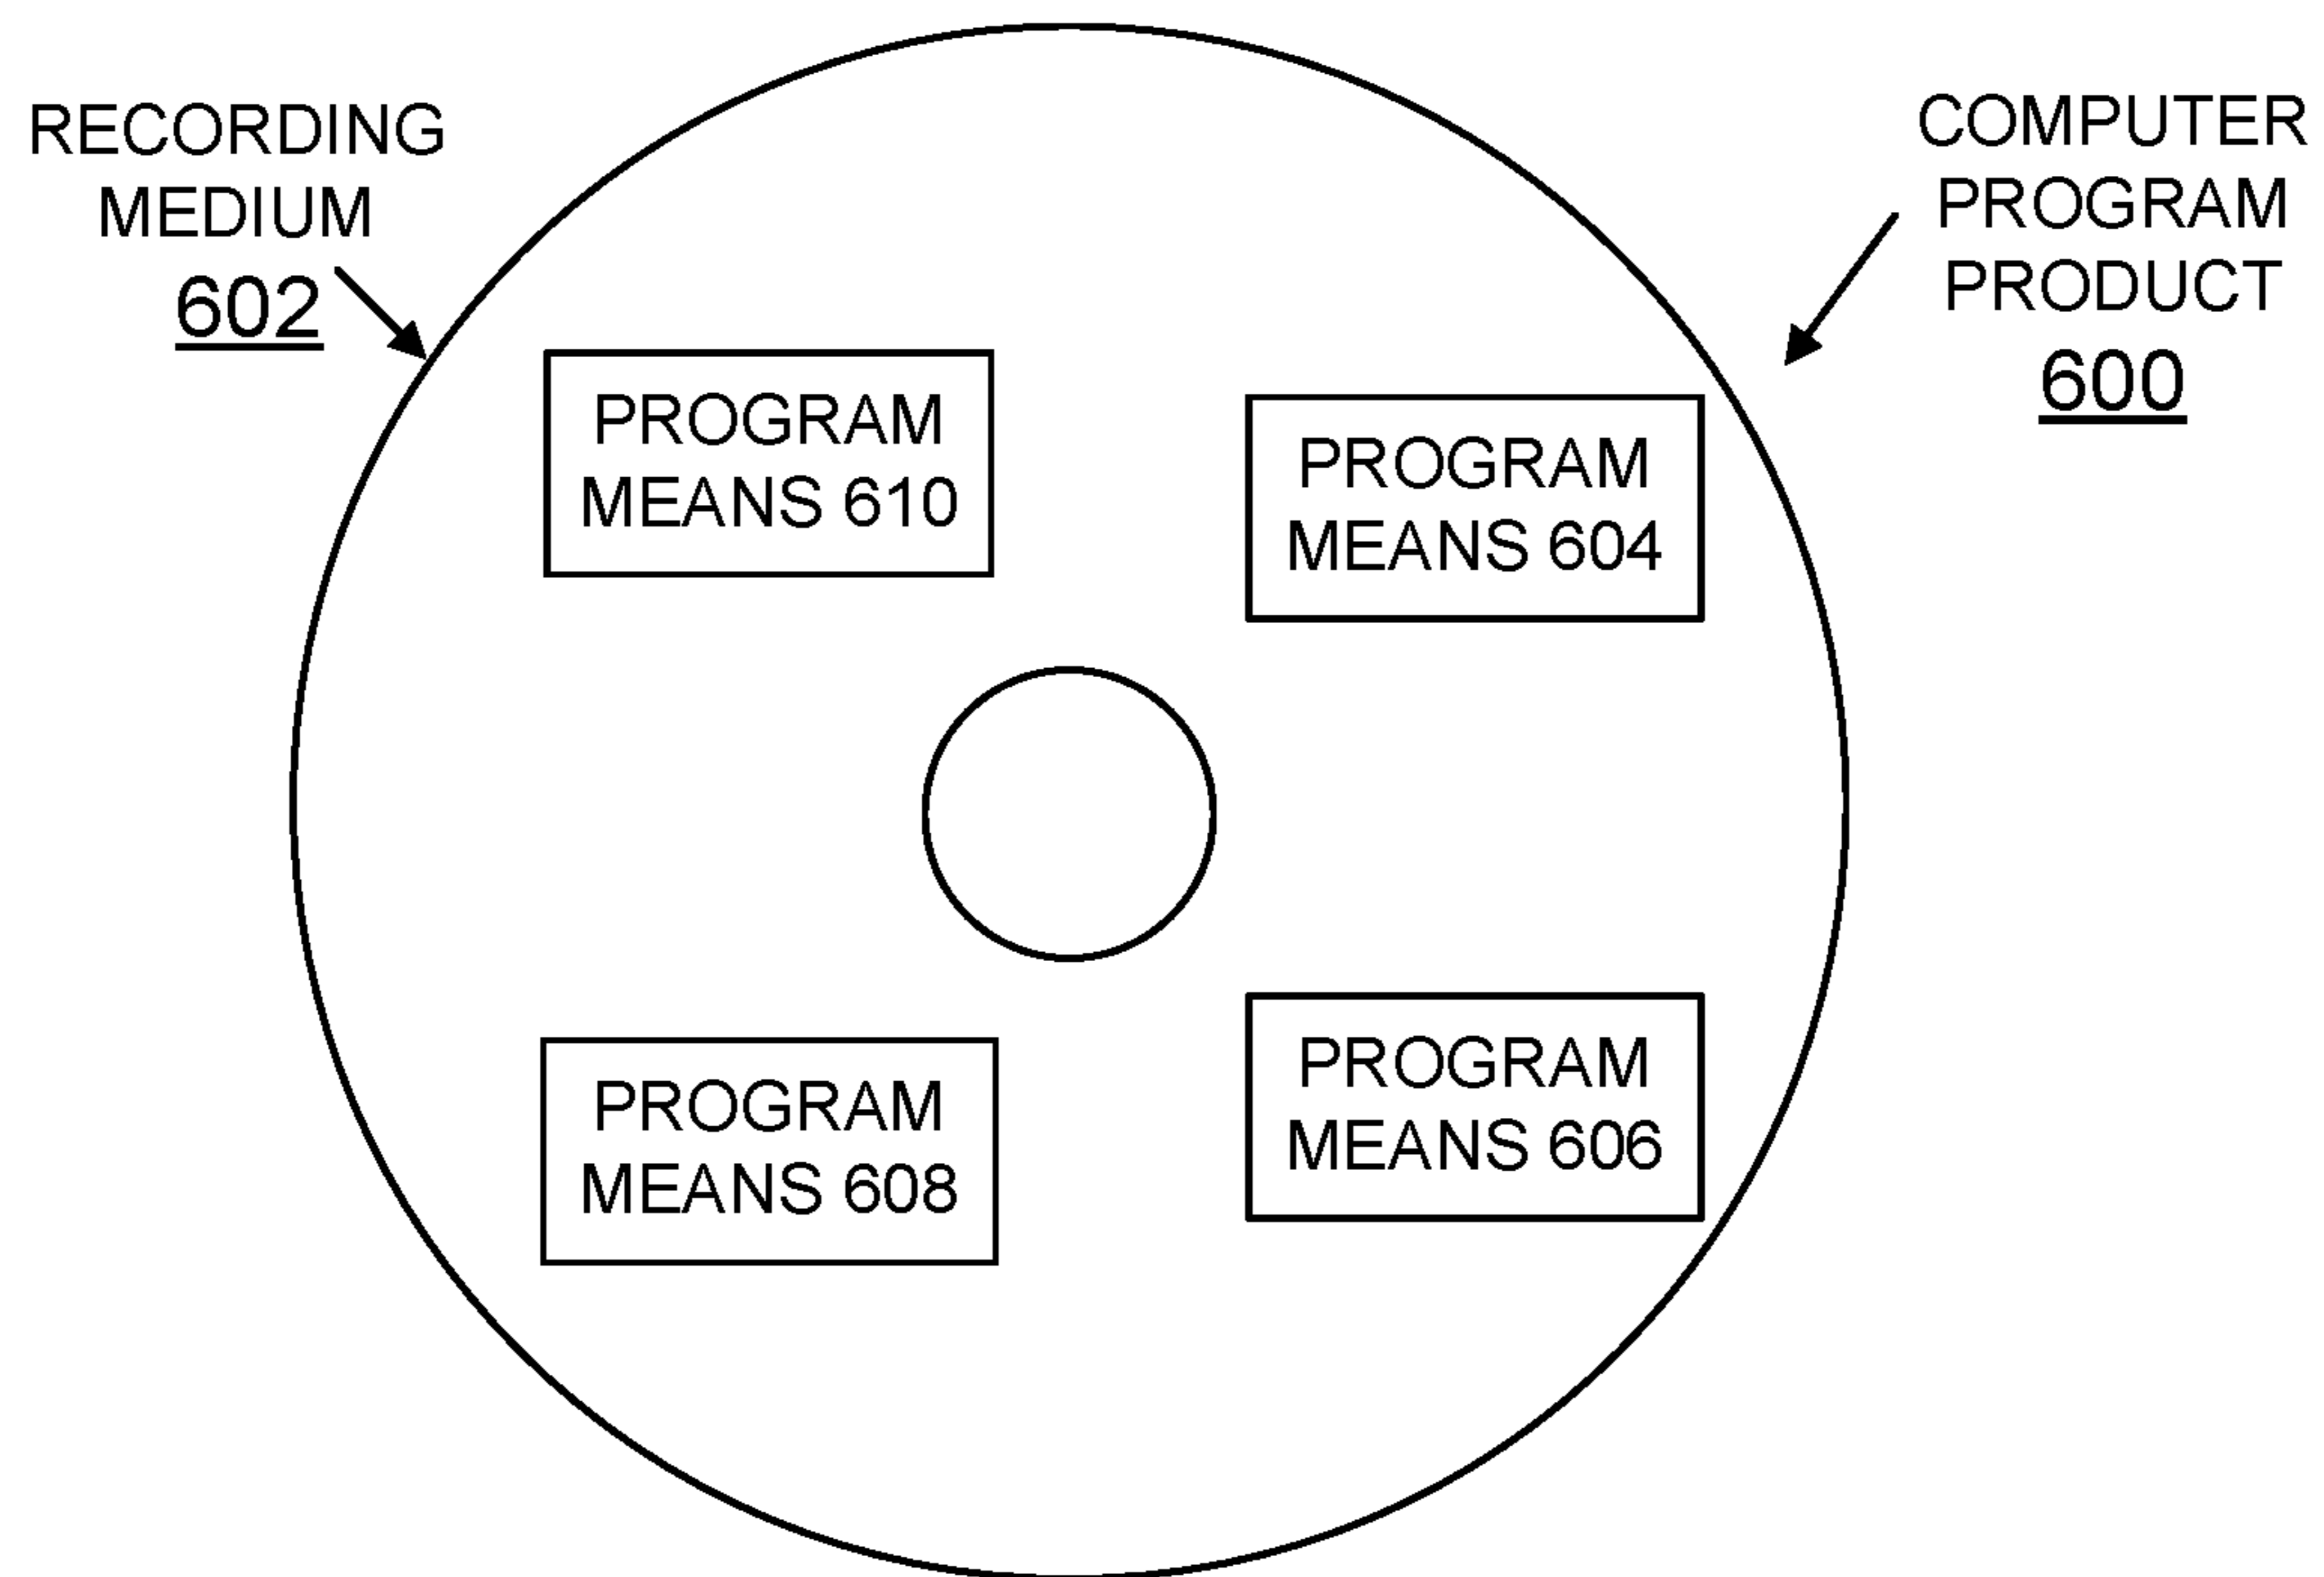 RECORDING
MEDIUM
602
COMPUTER
PROGRAM
PRODUCT
600
PROGRAM
MEANS 610
PROGRAM
MEANS 604
PROGRAM
MEANS 608
PROGRAM
MEANS 606